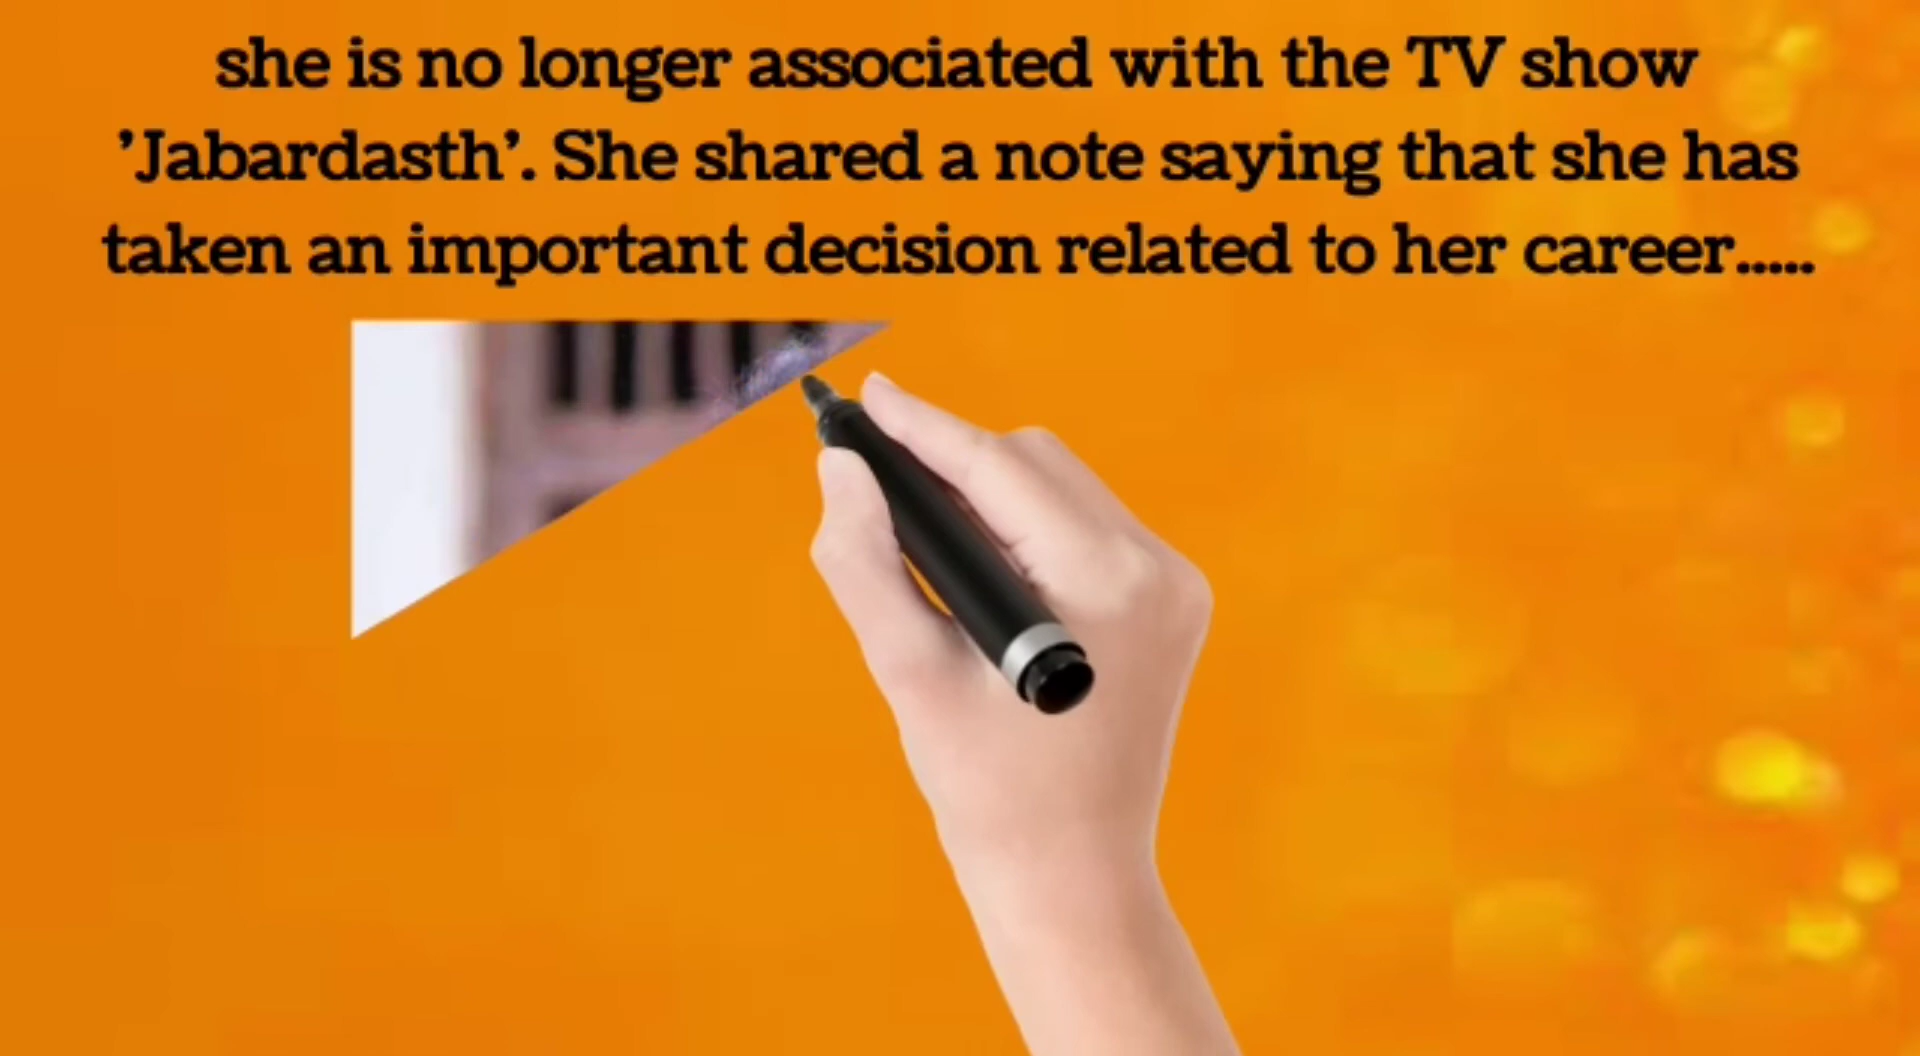 she is no longer associated with the TV show
’Jabardasth’. She shared a note saying that she has
taken an important decision related to her career.....